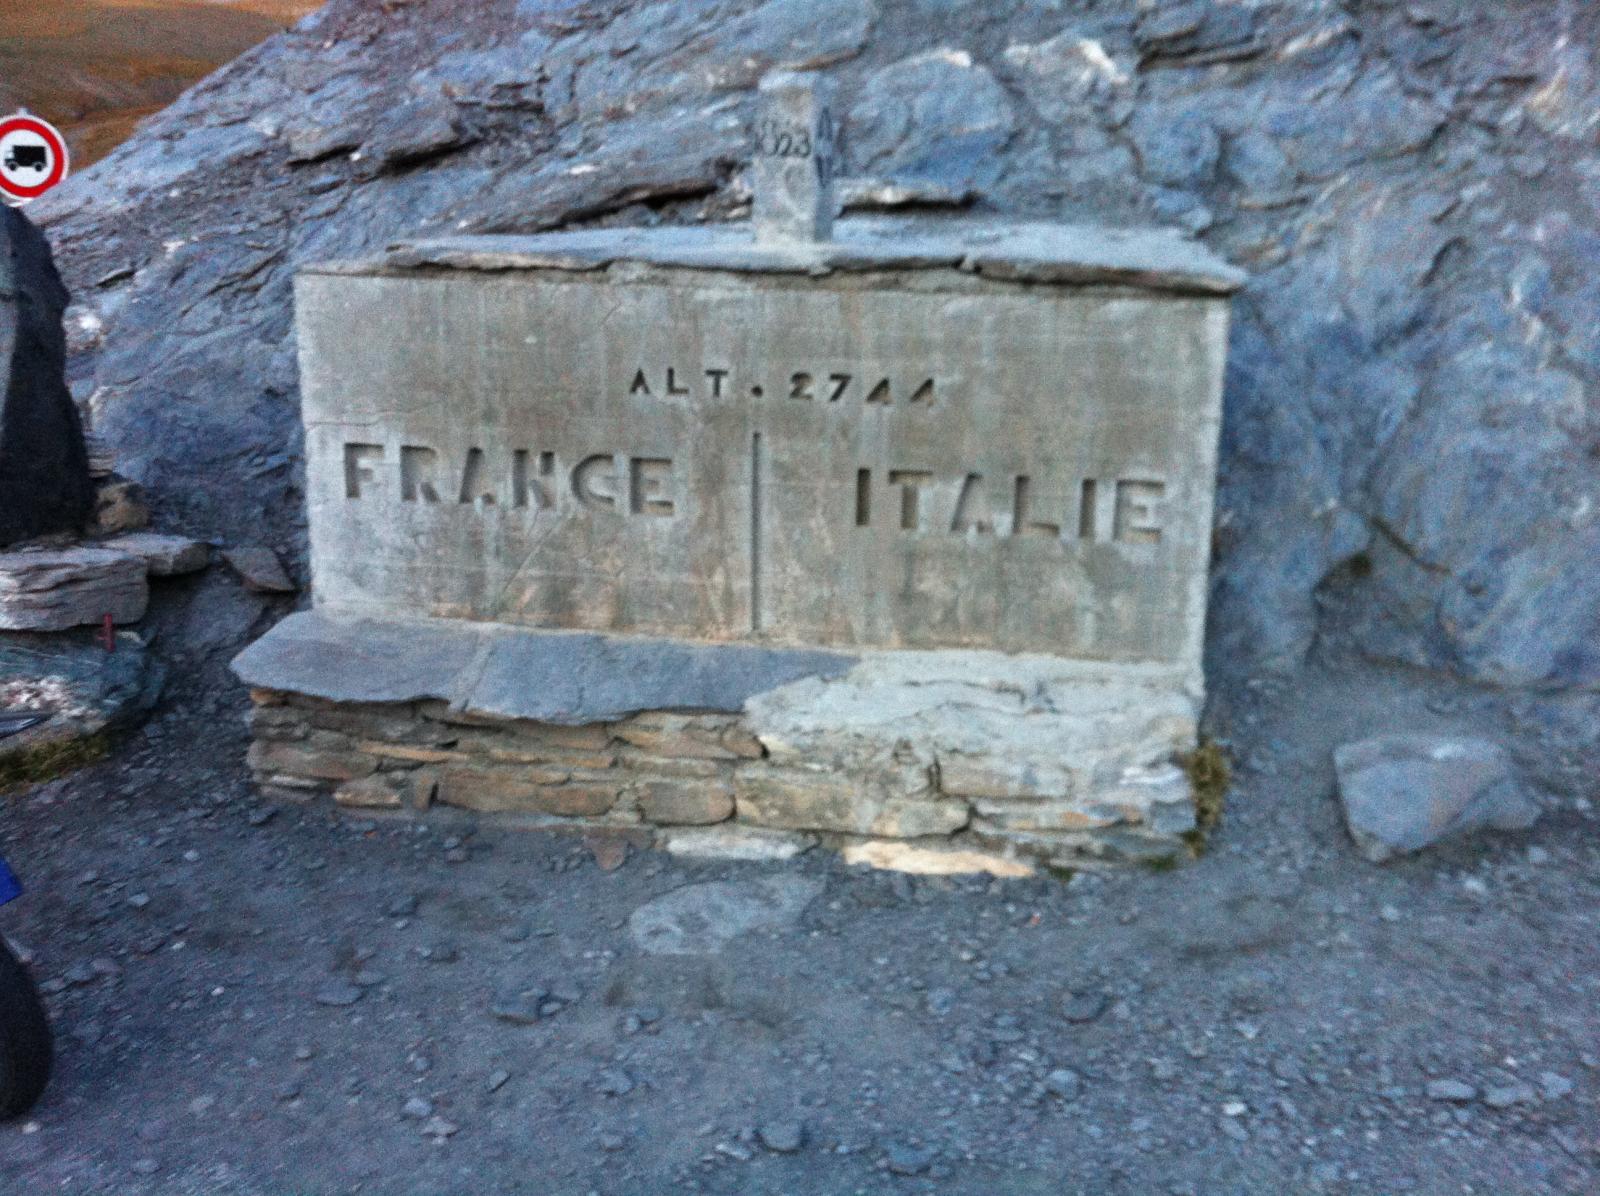 ALT. 2744
FRANCE | ITALIE